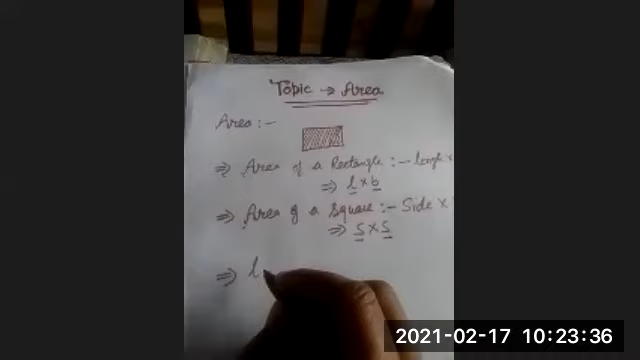 Topic → Area
Area :-
⇒ Area of a Rectangle :- length ×
⇒ l × b
⇒ Area of a Square :- Side ×
⇒ S × S
⇒ l
2021-02-17 10:23:36